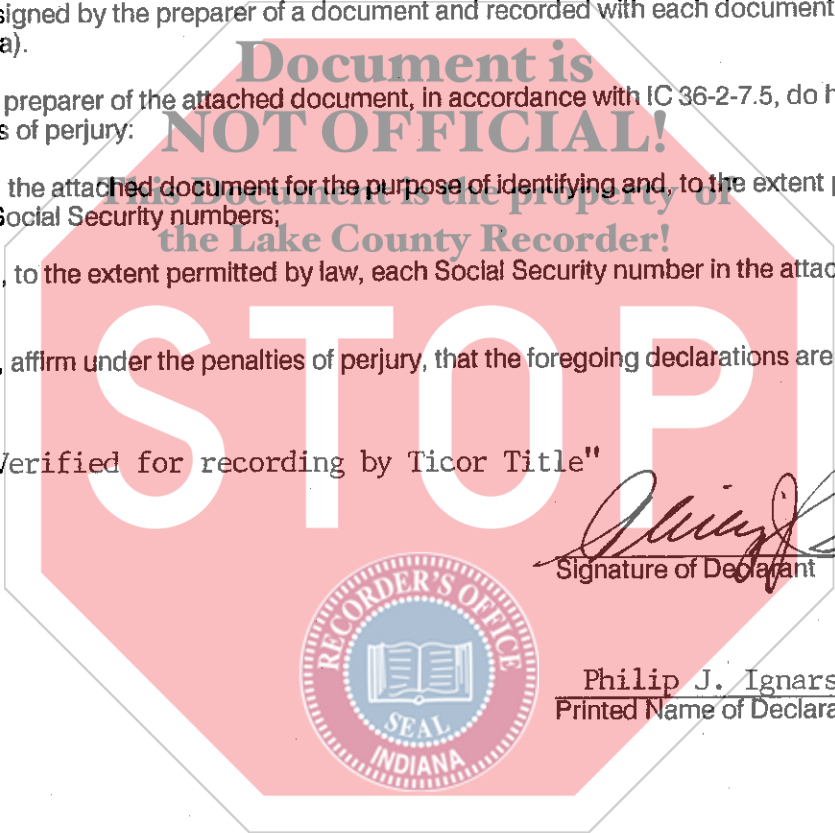 signed by the preparer of a document and recorded with each document
a).
Document is
preparer of the attached document, in accordance with IC 36-2-7.5, do h
s of perjury:
NOT OFFICIAL!
the attached document for the purpose of identifying and, to the extent p
This Document is the property of
Social Security numbers;
the Lake County Recorder!
, to the extent permitted by law, each Social Security number in the attac
STOP
, affirm under the penalties of perjury, that the foregoing declarations are
Verified for recording by Ticor Title"
Signature of Declarant
RECORDER'S OFFICE
SEAL
INDIANA
Philip J. Ignars
Printed Name of Declara